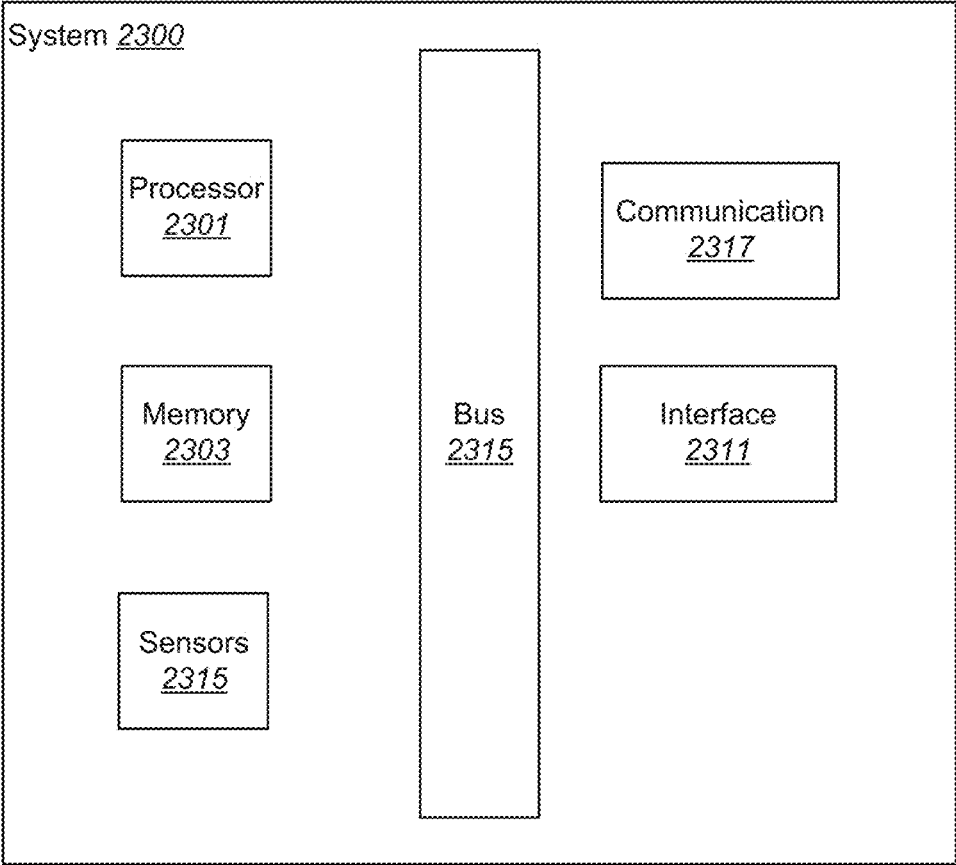 System 2300
Processor
2301
Memory
2303
Sensors
2315
Bus
2315
Communication
2317
Interface
2311